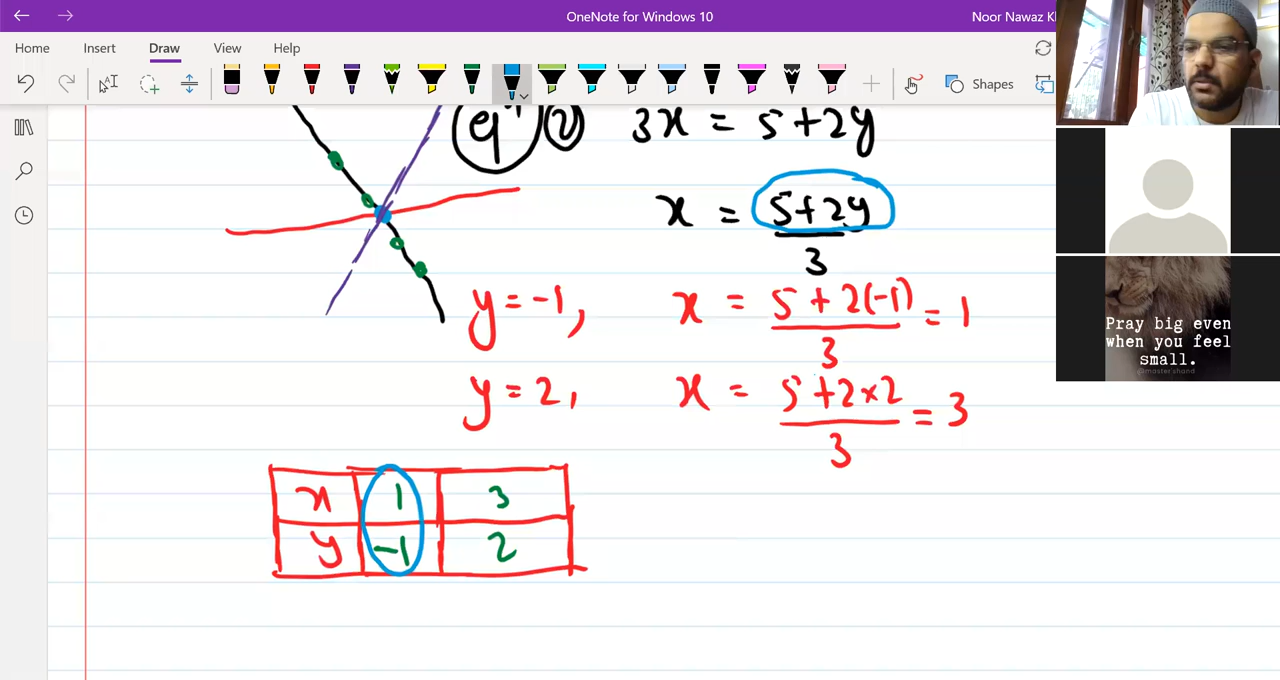 OneNote for Windows 10
Noor Nawaz Kh
Home Insert Draw View Help
Shapes
eqⁿ ② 3x = 5+2y
x = 5+2y / 3
y = -1, x = 5 + 2(-1) / 3 = 1
y = 2, x = 5+2×2 / 3 = 3
x 1 3
y -1 2
Pray big even
when you feel
small.